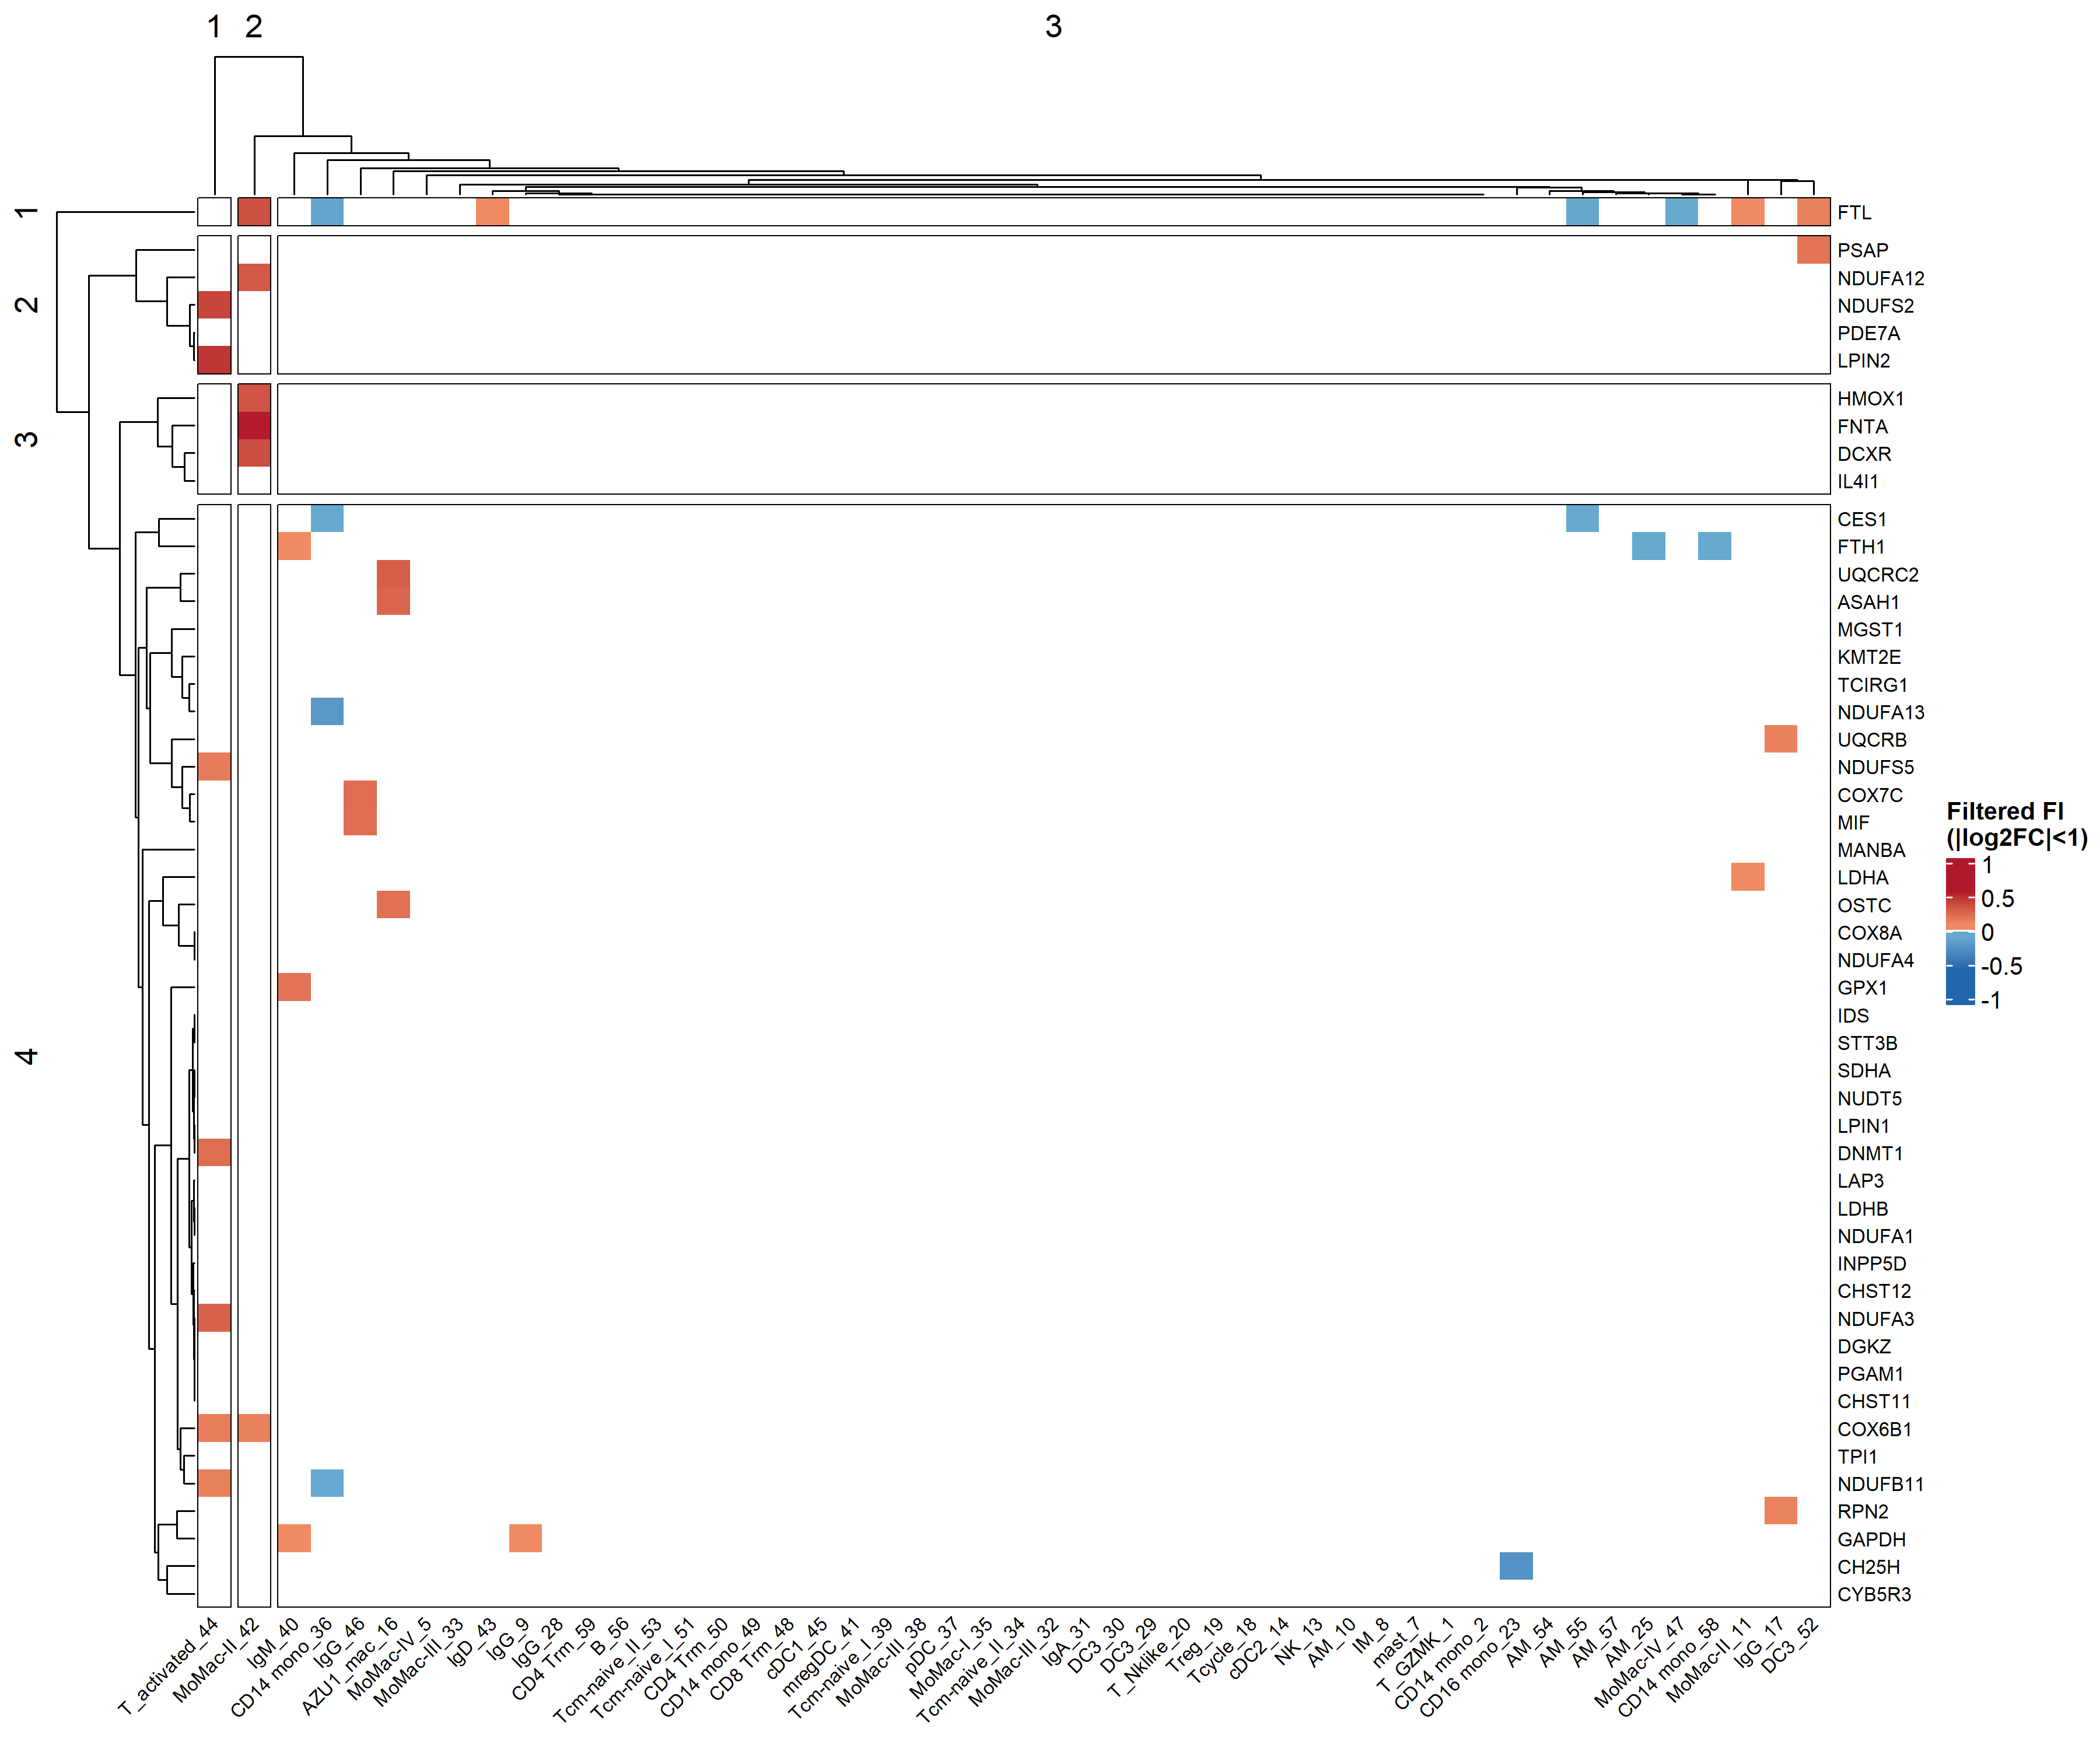 1 2 3
1
2
3
4
FTL
PSAP
NDUFA12
NDUFS2
PDE7A
LPIN2
HMOX1
FNTA
DCXR
IL4I1
CES1
FTH1
UQCRC2
ASAH1
MGST1
KMT2E
TCIRG1
NDUFA13
UQCRB
NDUFS5
COX7C
MIF
MANBA
LDHA
OSTC
COX8A
NDUFA4
GPX1
IDS
STT3B
SDHA
NUDT5
LPIN1
DNMT1
LAP3
LDHB
NDUFA1
INPP5D
CHST12
NDUFA3
DGKZ
PGAM1
CHST11
COX6B1
TPI1
NDUFB11
RPN2
GAPDH
CH25H
CYB5R3
T_activated_44
MoMac-II_42
IgM_40
CD14 mono_36
IgG_46
AZU1_mac_16
MoMac-IV_5
MoMac-III_33
IgD_43
IgG_9
IgG_28
CD4 Trm_59
B_56
Tcm-naive_II_53
Tcm-naive_I_51
CD4 Trm_50
CD14 mono_49
CD8 Trm_48
cDC1_45
mregDC_41
Tcm-naive_I_39
MoMac-III_38
pDC_37
MoMac-I_35
Tcm-naive_II_34
MoMac-III_32
IgA_31
DC3_30
DC3_29
T_Nklike_20
Treg_19
Tcycle_18
cDC2_14
NK_13
AM_10
IM_8
mast_7
T_GZMK_1
CD14 mono_2
CD16 mono_23
AM_54
AM_55
AM_57
AM_25
MoMac-IV_47
CD14 mono_58
MoMac-II_11
IgG_17
DC3_52
Filtered FI
(|log2FC|<1)
1
0.5
0
-0.5
-1